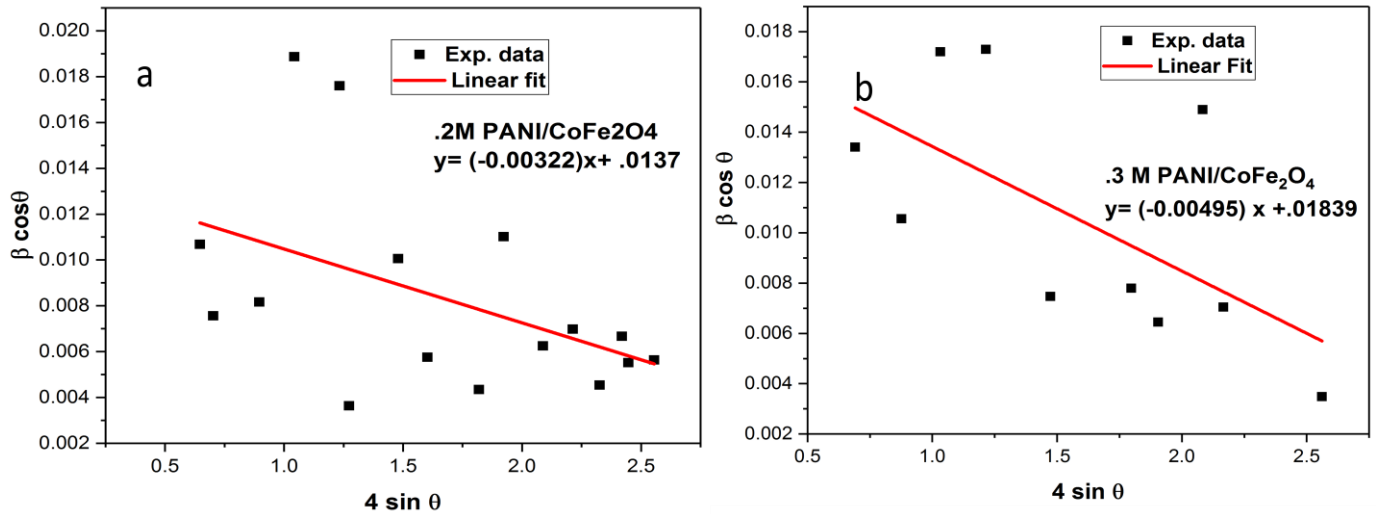 a
Exp. data
Linear fit
.2M PANI/CoFe2O4
y= (-0.00322)x+ .0137
0.020
0.018
0.016
0.014
0.012
0.010
0.008
0.006
0.004
0.002
β cosθ
0.5
1.0
1.5
2.0
2.5
4 sin θ
b
Exp. data
Linear Fit
.3 M PANI/CoFe₂O₄
y= (-0.00495) x +.01839
0.018
0.016
0.014
0.012
0.010
0.008
0.006
0.004
0.002
β cos θ
0.5
1.0
1.5
2.0
2.5
4 sin θ